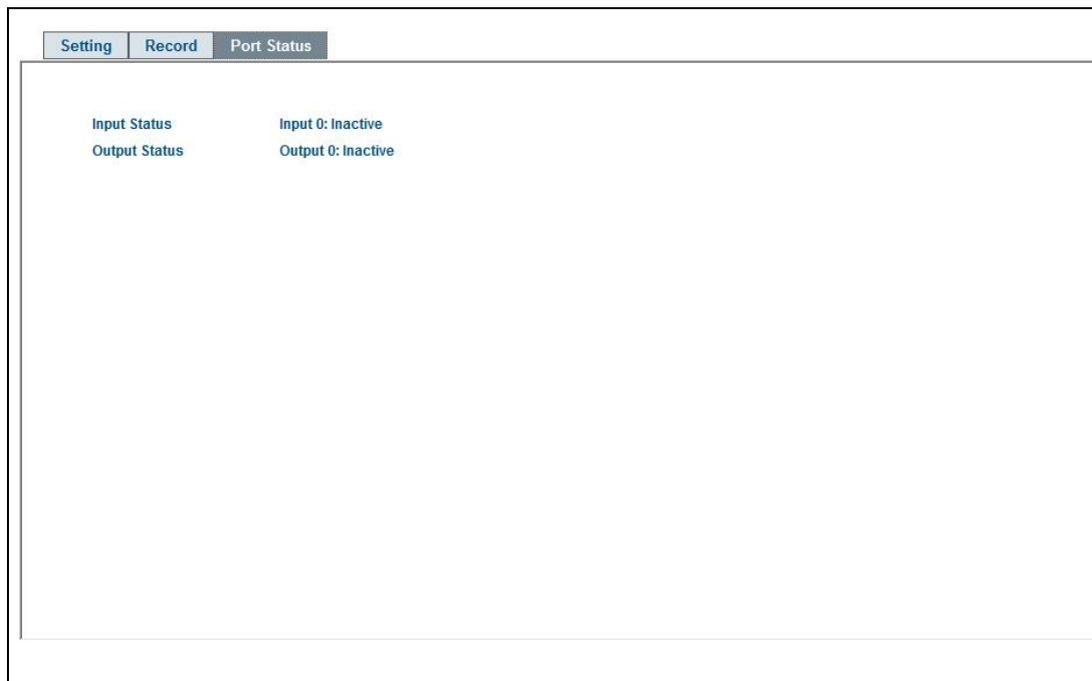 Setting Record Port Status
Input Status Input 0: Inactive
Output Status Output 0: Inactive